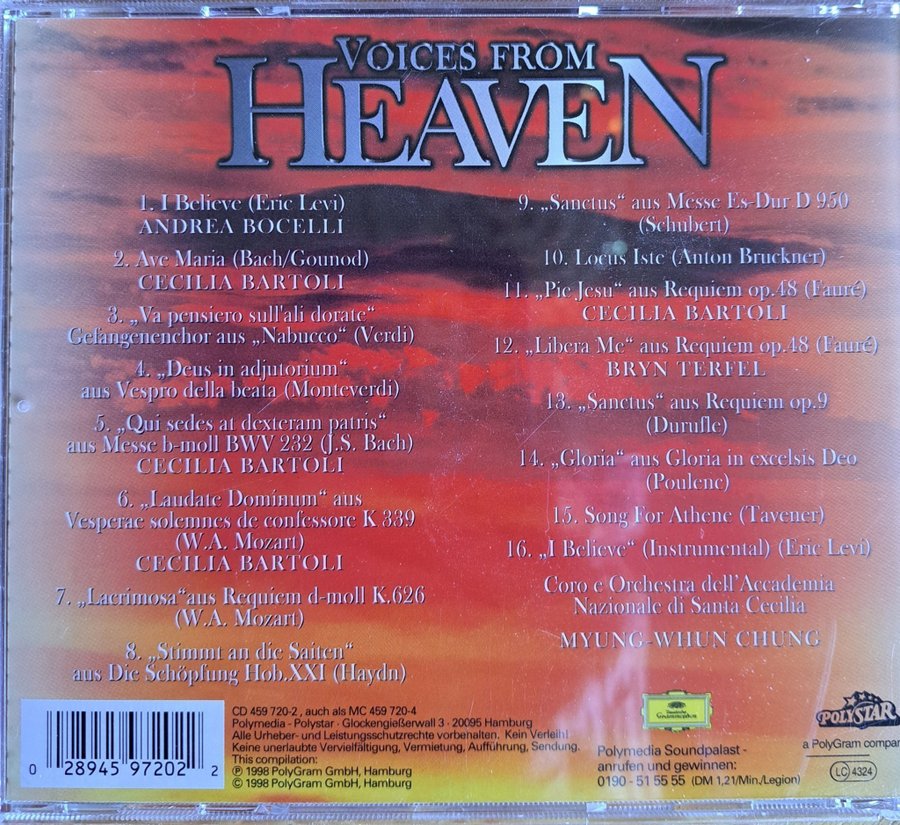 VOICES FROM
HEAVEN
1. I Believe (Eric Levi)
ANDREA BOCELLI
2. Ave Maria (Bach/Gounod)
CECILIA BARTOLI
3. „Va pensiero sull'ali dorate“
Gefangenenchor aus „Nabucco“ (Verdi)
4. „Deus in adjutorium“
aus Vespro della beata (Monteverdi)
5. „Qui sedes at dexteram patris“
aus Messe b-moll BWV 232 (J.S. Bach)
CECILIA BARTOLI
6. „Laudate Dominum“ aus
Vesperae solemnes de confessore K 339
(W.A. Mozart)
CECILIA BARTOLI
7. „Lacrimosa“aus Requiem d-moll K.626
(W.A. Mozart)
8. „Stimmt an die Saiten“
aus Die Schöpfung Hob.XXI (Haydn)
9. „Sanctus“ aus Messe Es-Dur D 950
(Schubert)
10. Locus Iste (Anton Bruckner)
11. „Pie Jesu“ aus Requiem op.48 (Fauré)
CECILIA BARTOLI
12. „Libera Me“ aus Requiem op.48 (Fauré)
BRYN TERFEL
13. „Sanctus“ aus Requiem op.9
(Durufle)
14. „Gloria“ aus Gloria in excelsis Deo
(Poulenc)
15. Song For Athene (Tavener)
16. „I Believe“ (Instrumental) (Eric Levi)
Coro e Orchestra dell'Accademia
Nazionale di Santa Cecilia
MYUNG-WHUN CHUNG
0 28945 97202 2
CD 459 720-2 , auch als MC 459 720-4
Polymedia - Polystar · Glockengießerwall 3 · 20095 Hamburg
Alle Urheber- und Leistungsschutzrechte vorbehalten. Kein Verleih!
Keine unerlaubte Vervielfältigung, Vermietung, Aufführung, Sendung.
This compilation:
℗ 1998 PolyGram GmbH, Hamburg
© 1998 PolyGram GmbH, Hamburg
Deutsche
Grammophon
Polymedia Soundpalast -
anrufen und gewinnen:
0190 - 51 55 55 (DM 1,21/Min./Legion)
POLYSTAR
a PolyGram compan
LC 4324